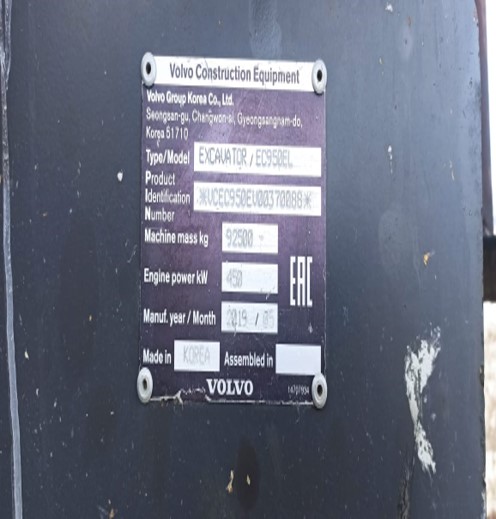 Volvo Construction Equipment
Volvo Group Korea Co., Ltd.
Seongsan-gu, Changwon-si, Gyeongsangnam-do,
Korea 51710
Type/Model EXCAVATOR / EC950EL
Product
Identification *VCEC950EV00370088*
Number
Machine mass kg 92500
Engine power kW 450
EAC
Manuf. year / Month 2019 / 05
Made in KOREA Assembled in
VOLVO 14707934